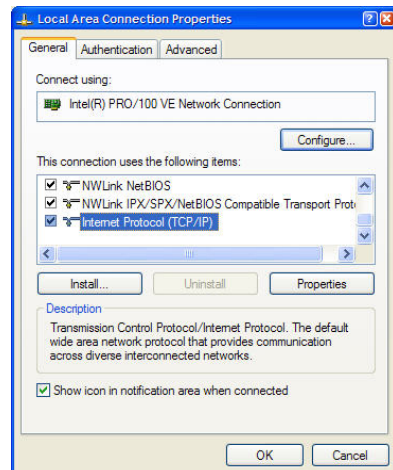 Local Area Connection Properties
General Authentication Advanced
Connect using:
Intel(R) PRO/100 VE Network Connection
Configure...
This connection uses the following items:
NWLink NetBIOS
NWLink IPX/SPX/NetBIOS Compatible Transport Prot
Internet Protocol (TCP/IP)
Install... Uninstall Properties
Description
Transmission Control Protocol/Internet Protocol. The default
wide area network protocol that provides communication
across diverse interconnected networks.
Show icon in notification area when connected
OK Cancel